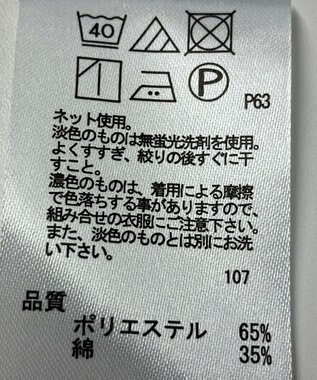 40
P
P63
ネット使用。
淡色のものは無蛍光洗剤を使用。
よくすすぎ、絞りの後すぐに干
すこと。
濃色のものは、着用による摩擦
で色落ちする事がありますので、
組み合せの衣服にご注意下さい。
また、淡色のものとは別にお洗
い下さい。
107
品質
ポリエステル 65%
綿 35%